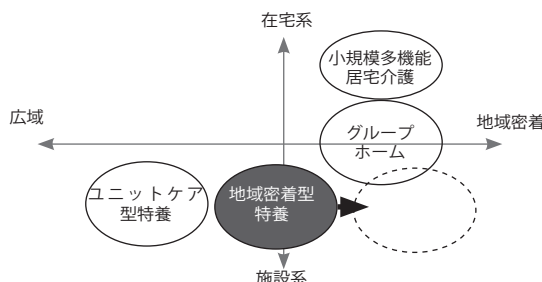 在宅系
小規模多機能
居宅介護
広域
地域密着
グループ
ホーム
ユニットケア
型特養
地域密着型
特養
施設系